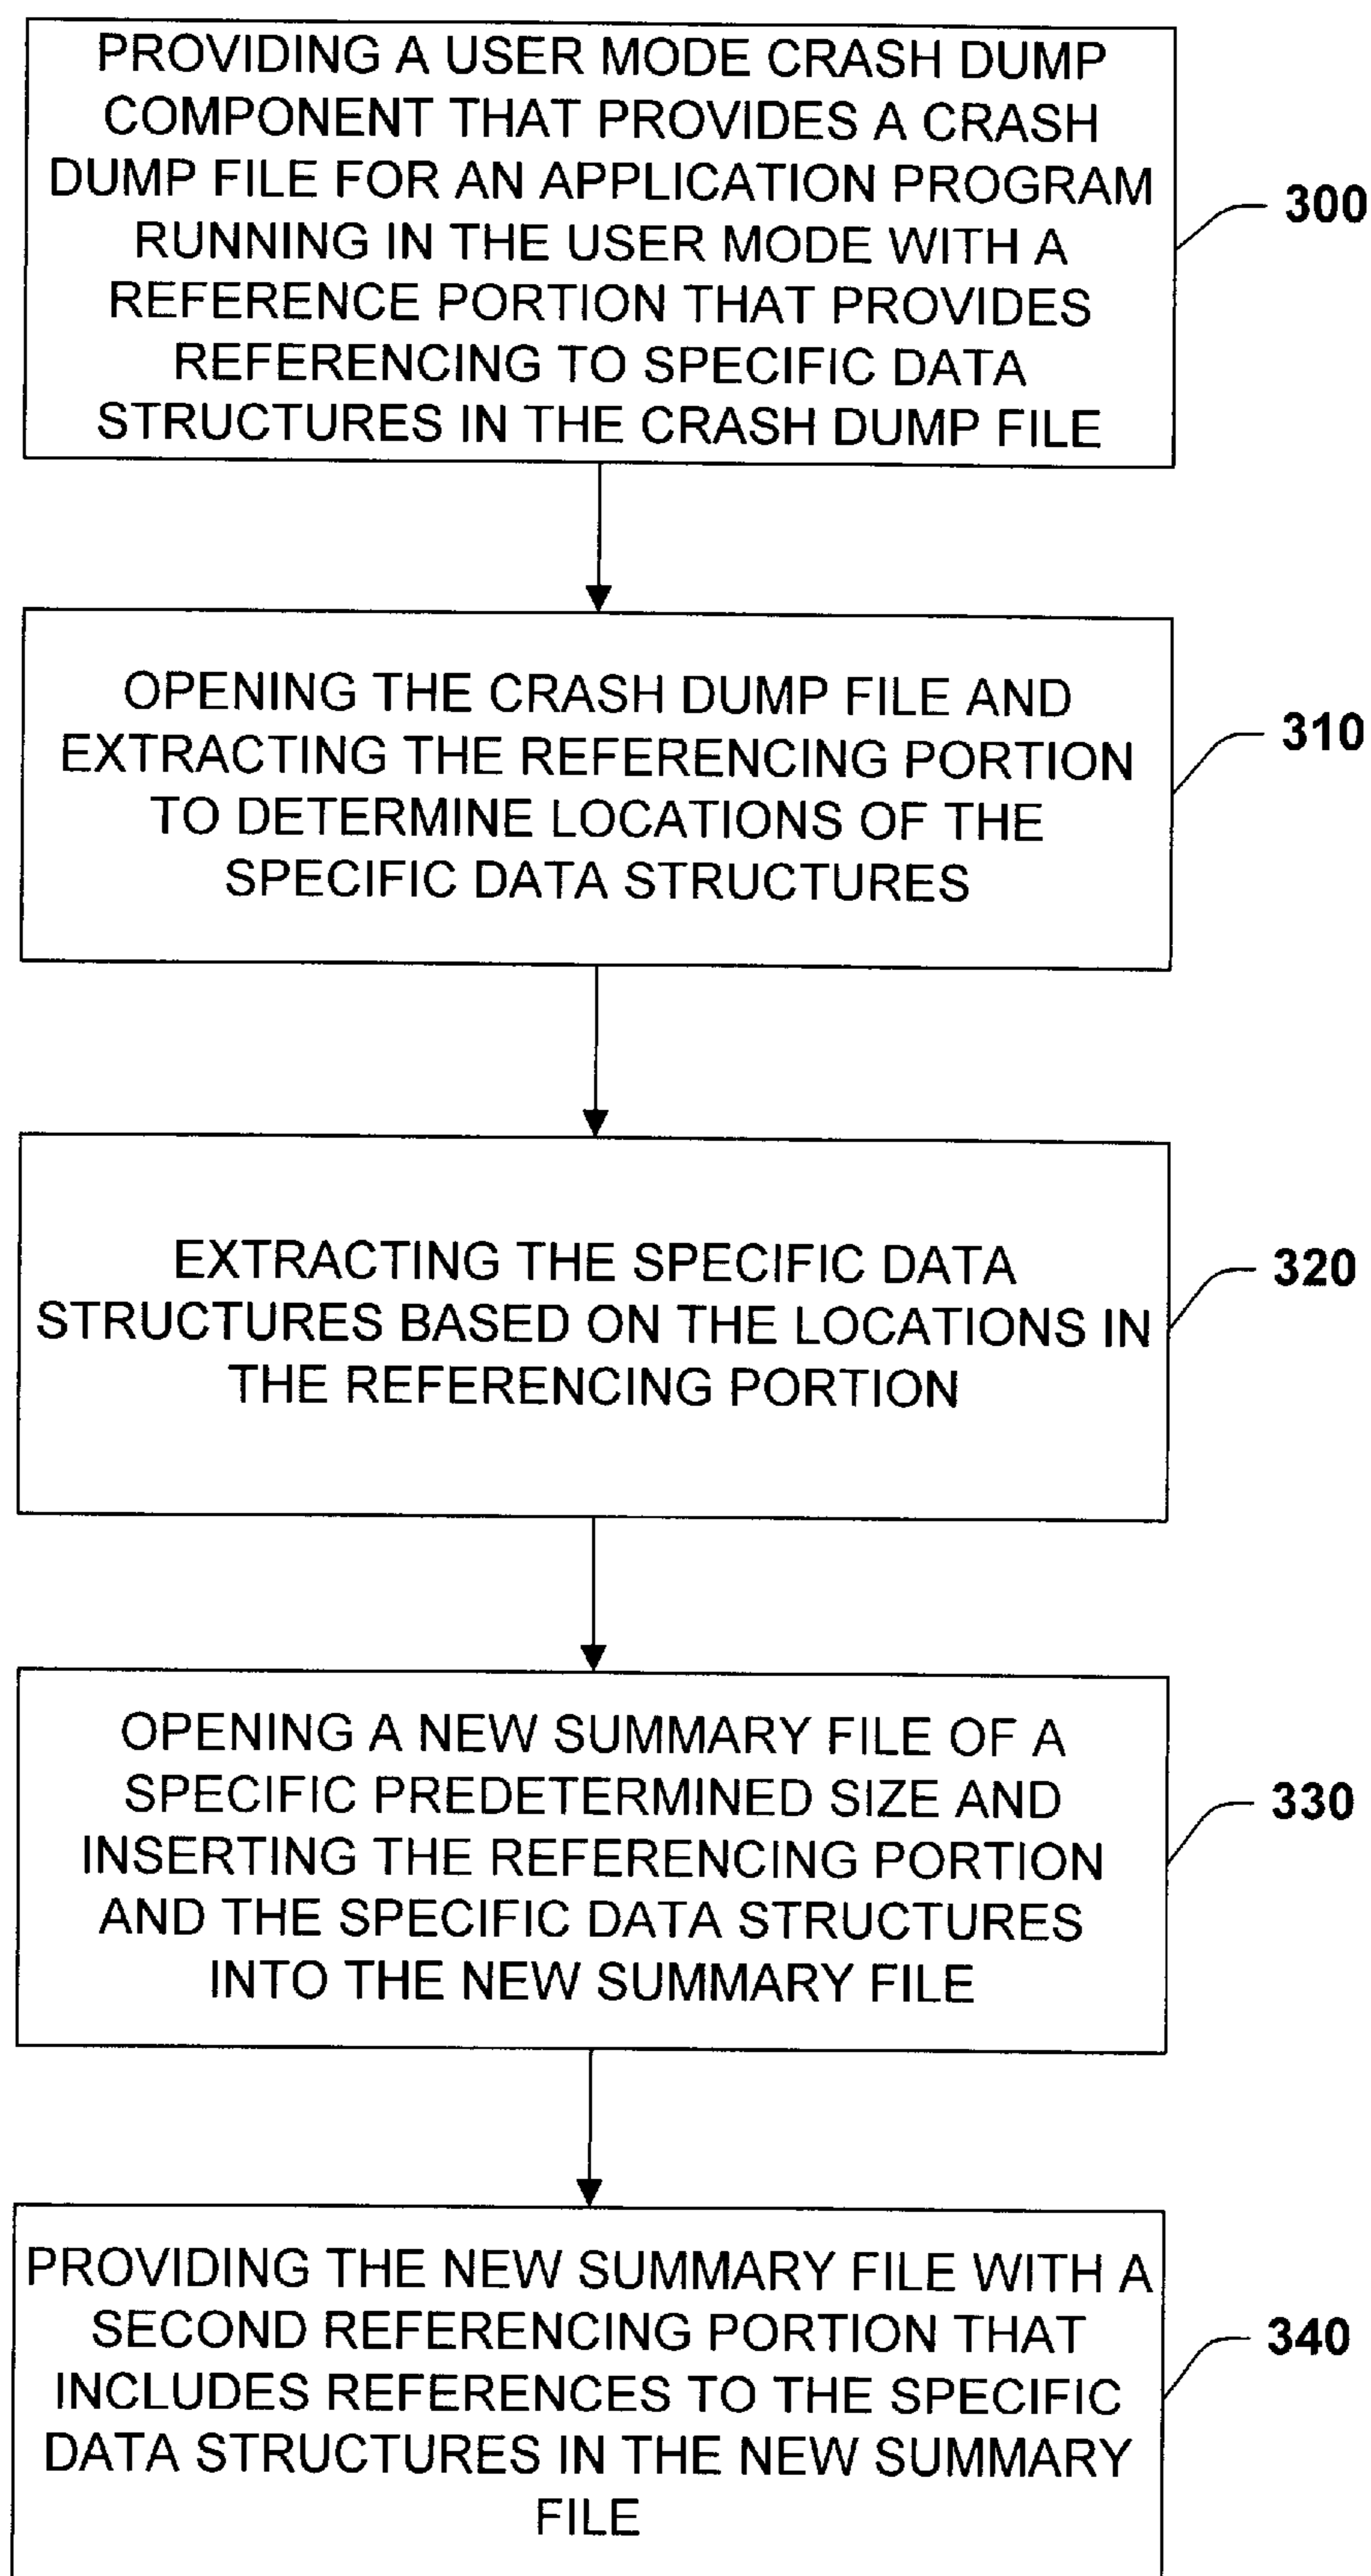 PROVIDING A USER MODE CRASH DUMP
COMPONENT THAT PROVIDES A CRASH
DUMP FILE FOR AN APPLICATION PROGRAM
RUNNING IN THE USER MODE WITH A
REFERENCE PORTION THAT PROVIDES
REFERENCING TO SPECIFIC DATA
STRUCTURES IN THE CRASH DUMP FILE
300
OPENING THE CRASH DUMP FILE AND
EXTRACTING THE REFERENCING PORTION
TO DETERMINE LOCATIONS OF THE
SPECIFIC DATA STRUCTURES
310
EXTRACTING THE SPECIFIC DATA
STRUCTURES BASED ON THE LOCATIONS IN
THE REFERENCING PORTION
320
OPENING A NEW SUMMARY FILE OF A
SPECIFIC PREDETERMINED SIZE AND
INSERTING THE REFERENCING PORTION
AND THE SPECIFIC DATA STRUCTURES
INTO THE NEW SUMMARY FILE
330
PROVIDING THE NEW SUMMARY FILE WITH A
SECOND REFERENCING PORTION THAT
INCLUDES REFERENCES TO THE SPECIFIC
DATA STRUCTURES IN THE NEW SUMMARY
FILE
340